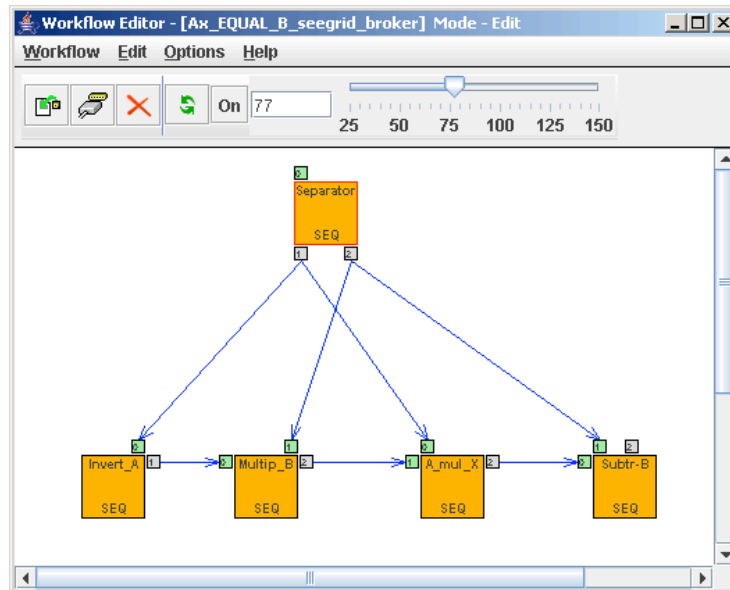 Workflow Editor - [Ax_EQUAL_B_seegrid_broker] Mode - Edit
Workflow Edit Options Help
On 77
25 50 75 100 125 150
0
Separator
SEQ
1 2
0 1 0 1 2
Invert_A 1 0 Multip_B 2 1 A_mul_X 2 0 Subtr-B
SEQ SEQ SEQ SEQ